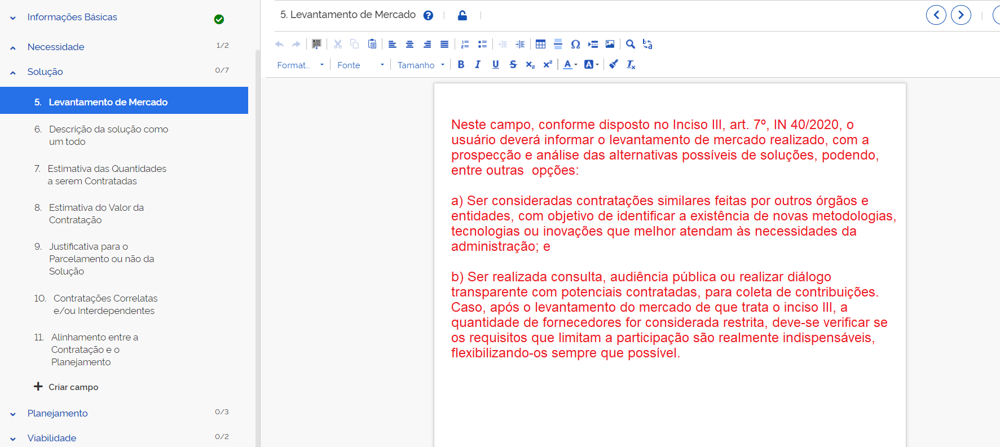 Informações Básicas
Necessidade 1/2
Solução 0/7
5. Levantamento de Mercado
6. Descrição da solução como
um todo
7. Estimativa das Quantidades
a serem Contratadas
8. Estimativa do Valor da
Contratação
9. Justificativa para o
Parcelamento ou não da
Solução
10. Contratações Correlatas
e/ou Interdependentes
11. Alinhamento entre a
Contratação e o
Planejamento
Criar campo
Planejamento 0/3
Viabilidade 0/2
5. Levantamento de Mercado
Format...
Fonte
Tamanho
Neste campo, conforme disposto no Inciso III, art. 7º, IN 40/2020, o
usuário deverá informar o levantamento de mercado realizado, com a
prospecção e análise das alternativas possíveis de soluções, podendo,
entre outras  opções:
a) Ser consideradas contratações similares feitas por outros órgãos e
entidades, com objetivo de identificar a existência de novas metodologias,
tecnologias ou inovações que melhor atendam às necessidades da
administração; e
b) Ser realizada consulta, audiência pública ou realizar diálogo
transparente com potenciais contratadas, para coleta de contribuições.
Caso, após o levantamento do mercado de que trata o inciso III, a
quantidade de fornecedores for considerada restrita, deve-se verificar se
os requisitos que limitam a participação são realmente indispensáveis,
flexibilizando-os sempre que possível.